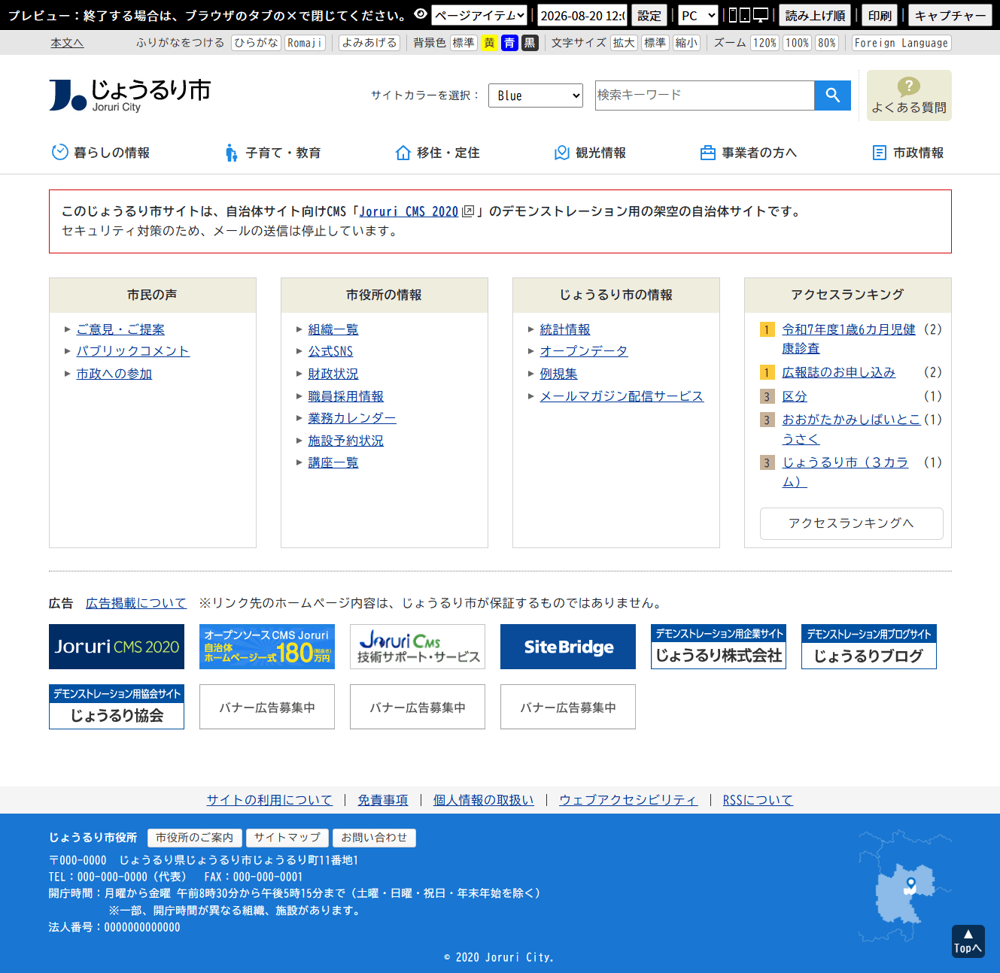 プレビュー：終了する場合は、ブラウザのタブの×で閉じてください。 ページアイテム | 2026-08-20 12:0 設定 | PC | | 読み上げ順 | 印刷 | キャプチャー
本文へ ふりがなをつける ひらがな Romaji よみあげる 背景色 標準 黄 青 黒 文字サイズ 拡大 標準 縮小 ズーム 120% 100% 80% Foreign Language
じょうるり市
Joruri City
サイトカラーを選択： Blue 検索キーワード
?
よくある質問
暮らしの情報 子育て・教育 移住・定住 観光情報 事業者の方へ 市政情報
このじょうるり市サイトは、自治体サイト向けCMS「Joruri CMS 2020」のデモンストレーション用の架空の自治体サイトです。
セキュリティ対策のため、メールの送信は停止しています。
市民の声
ご意見・ご提案
パブリックコメント
市政への参加
市役所の情報
組織一覧
公式SNS
財政状況
職員採用情報
業務カレンダー
施設予約状況
講座一覧
じょうるり市の情報
統計情報
オープンデータ
例規集
メールマガジン配信サービス
アクセスランキング
1 令和7年度1歳6カ月児健 (2)
康診査
1 広報誌のお申し込み (2)
3 区分 (1)
3 おおがたかみしばいとこ (1)
うさく
3 じょうるり市（３カラ (1)
ム）
アクセスランキングへ
広告 広告掲載について ※リンク先のホームページ内容は、じょうるり市が保証するものではありません。
Joruri CMS 2020
オープンソース CMS Joruri
自治体
ホームページ一式180万円(税抜き)
Joruri CMS
技術サポート・サービス
SiteBridge
デモンストレーション用企業サイト
じょうるり株式会社
デモンストレーション用ブログサイト
じょうるりブログ
デモンストレーション用協会サイト
じょうるり協会
バナー広告募集中
バナー広告募集中
バナー広告募集中
サイトの利用について | 免責事項 | 個人情報の取扱い | ウェブアクセシビリティ | RSSについて
じょうるり市役所 市役所のご案内 サイトマップ お問い合わせ
〒000-0000 じょうるり県じょうるり市じょうるり町11番地1
TEL：000-000-0000（代表） FAX：000-000-0001
開庁時間：月曜から金曜 午前8時30分から午後5時15分まで（土曜・日曜・祝日・年末年始を除く）
※一部、開庁時間が異なる組織、施設があります。
法人番号：0000000000000
▲
Topへ
© 2020 Joruri City.